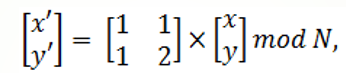 [x′ y′] = [1 1 1 2] × [x y] mod N,